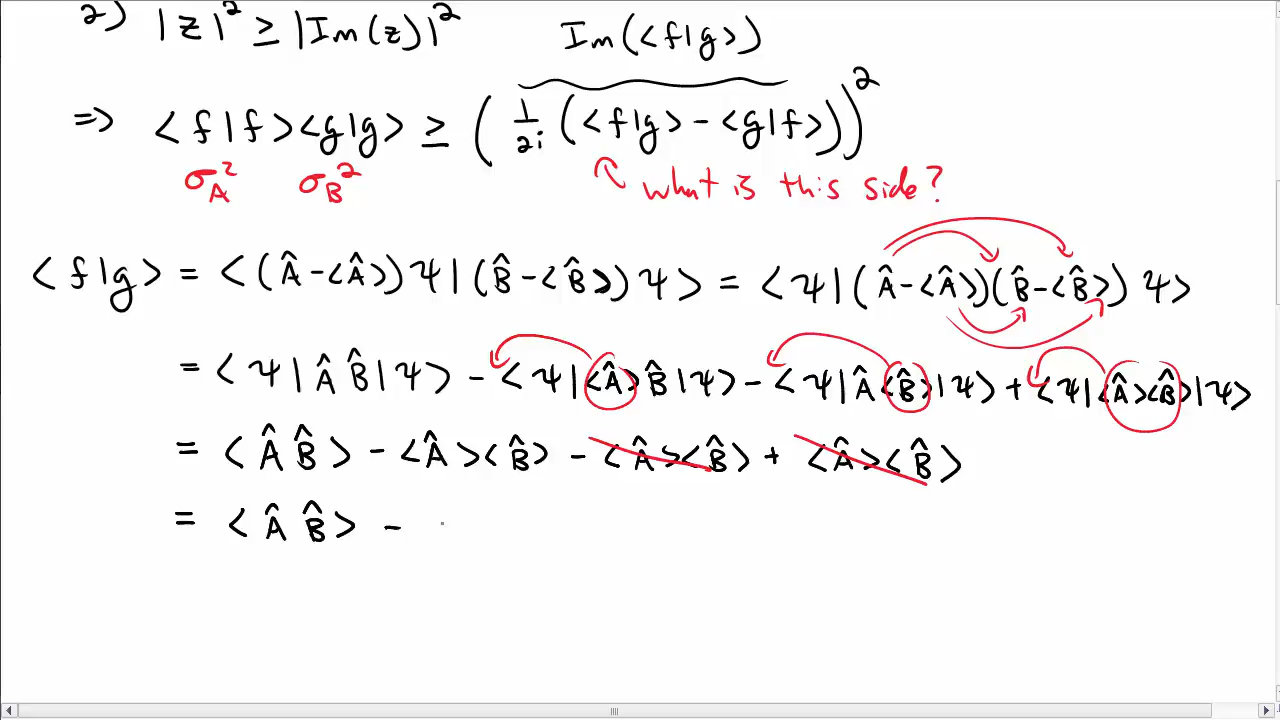 2) |z|² ≥ |Im(z)|² Im(<f|g>)
=> <f|f><g|g> ≥ (1/2i (<f|g> - <g|f>))²
σ_A² σ_B² what is this side?
<f|g> = <(Â-<Â>)Ψ|(B̂-<B̂>)Ψ> = <Ψ|(Â-<Â>)(B̂-<B̂>)Ψ>
= <Ψ|ÂB̂|Ψ> - <Ψ|<Â>B̂|Ψ> - <Ψ|Â<B̂>|Ψ> + <Ψ|<Â><B̂>|Ψ>
= <ÂB̂> - <Â><B̂> - <Â><B̂> + <Â><B̂>
= <ÂB̂> -